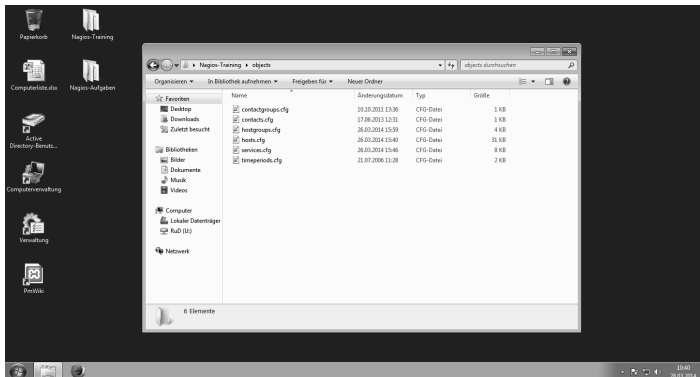 Papierkorb
Nagios-Training
Computerliste.xlsx
Nagios-Aufgaben
Active
Directory-Benutz...
Computerverwaltung
Verwaltung
PmWiki
Nagios-Training ▸ objects
objects durchsuchen
Organisieren ▾ In Bibliothek aufnehmen ▾ Freigeben für ▾ Neuer Ordner
Favoriten
Desktop
Downloads
Zuletzt besucht
Bibliotheken
Bilder
Dokumente
Musik
Videos
Computer
Lokaler Datenträger
RuD (U:)
Netzwerk
Name Änderungsdatum Typ Größe
contactgroups.cfg 10.10.2011 13:36 CFG-Datei 1 KB
contacts.cfg 17.06.2013 12:31 CFG-Datei 1 KB
hostgroups.cfg 26.03.2014 15:59 CFG-Datei 4 KB
hosts.cfg 26.03.2014 15:40 CFG-Datei 31 KB
services.cfg 26.03.2014 15:46 CFG-Datei 8 KB
timeperiods.cfg 21.07.2006 11:28 CFG-Datei 2 KB
6 Elemente
10:40
28.03.2014